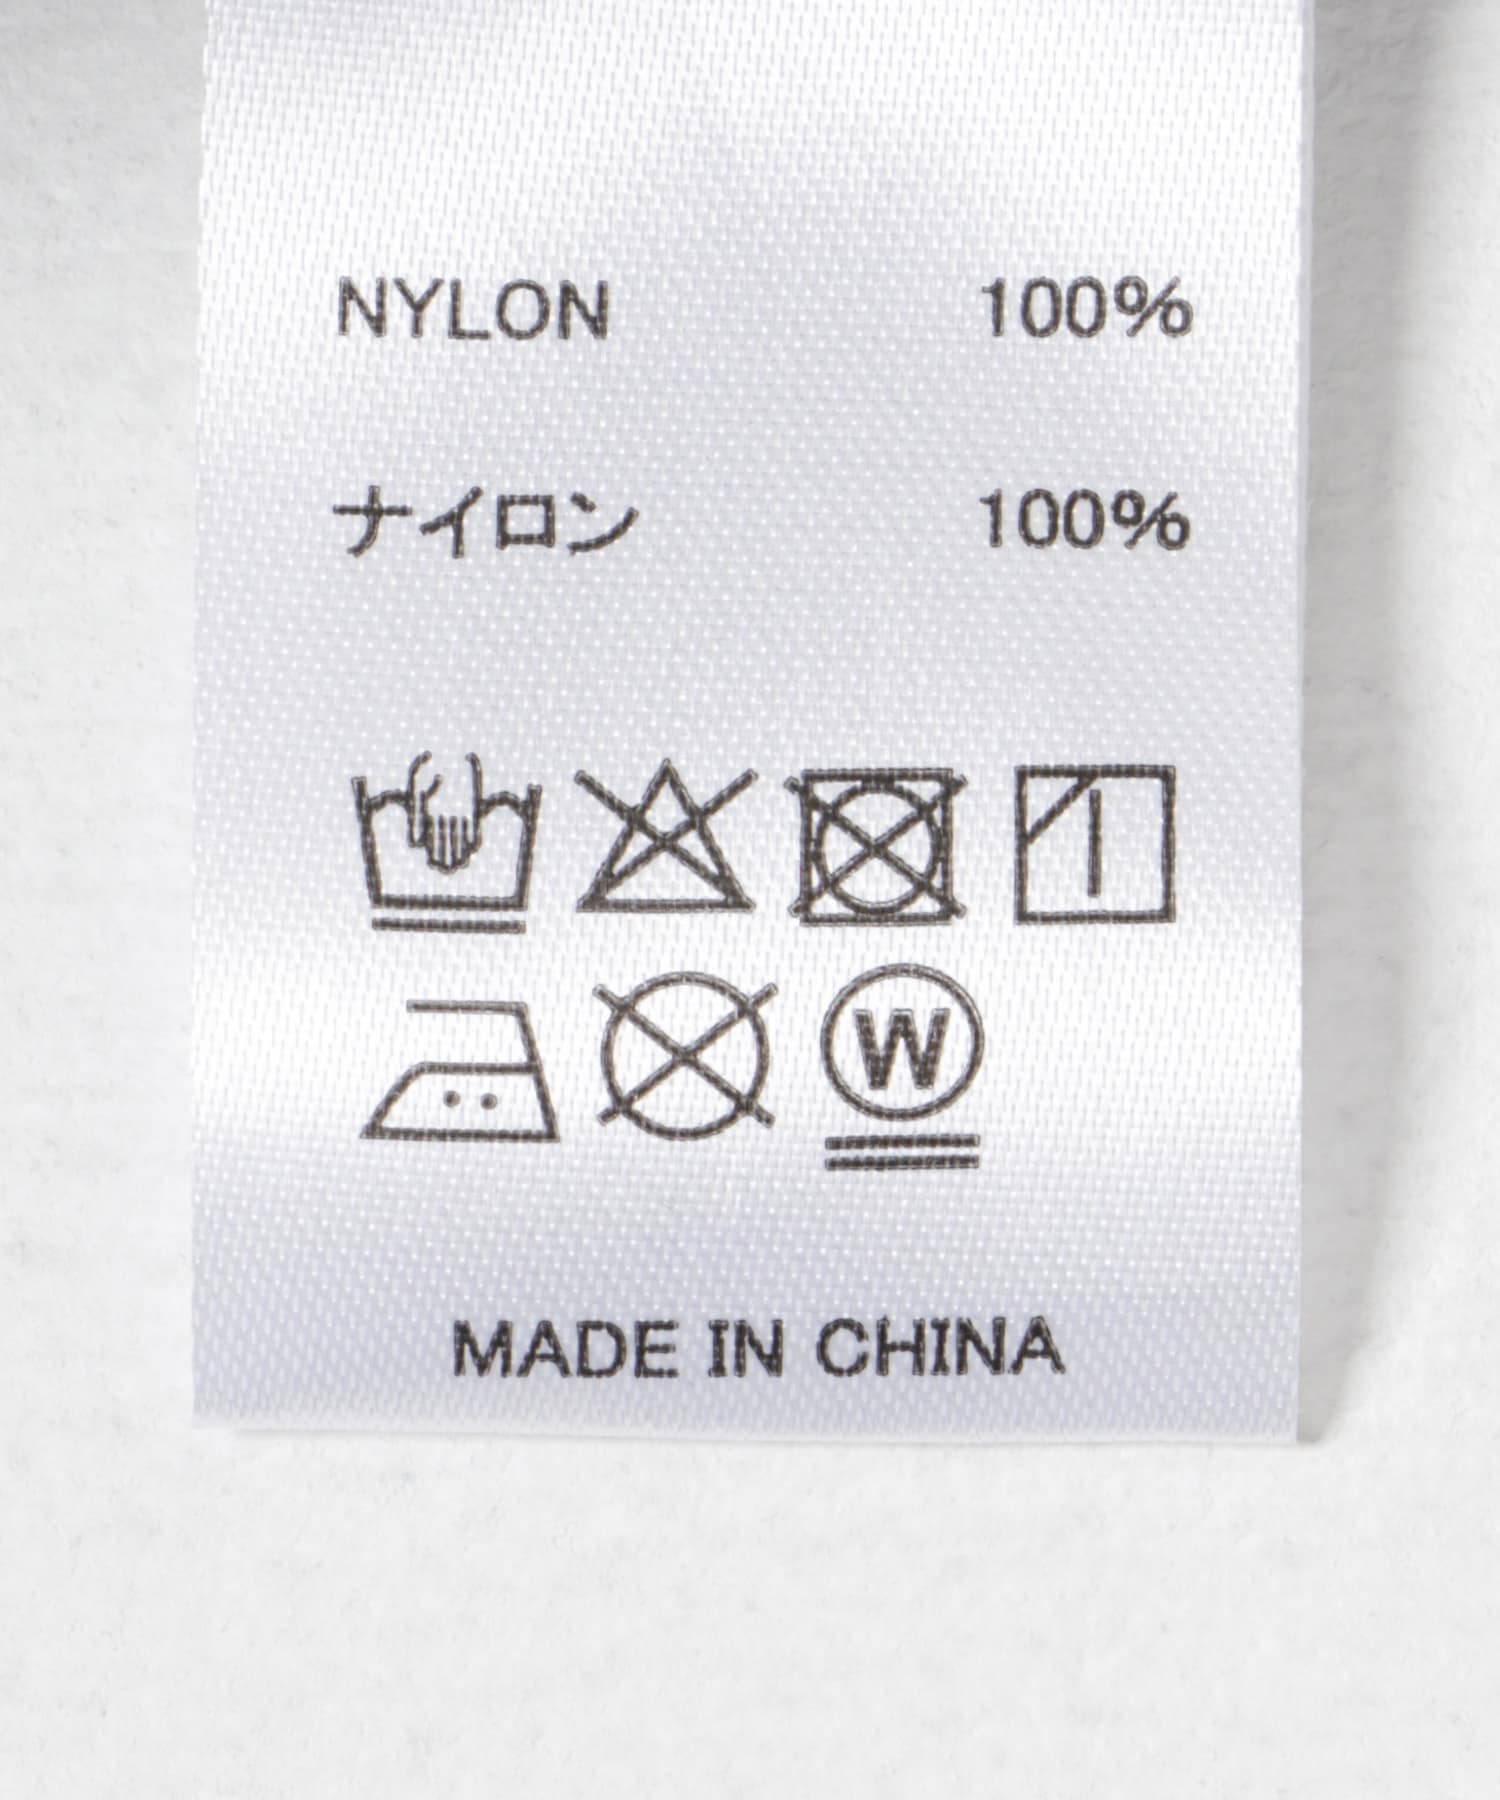 NYLON 100%
ナイロン 100%
W
MADE IN CHINA